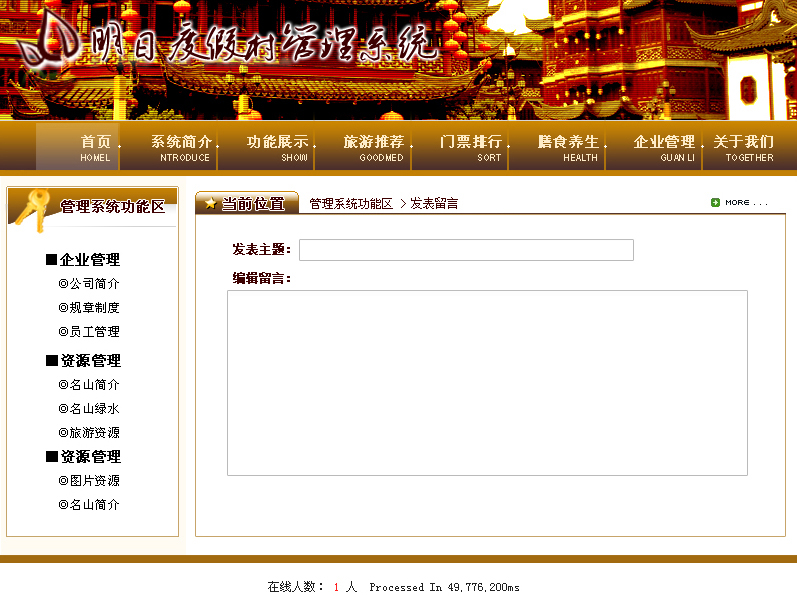 明日度假村管理系统
首页 系统简介 功能展示 旅游推荐 门票排行 膳食养生 企业管理 关于我们
HOMEL NTRODUCE SHOW GOODMED SORT HEALTH GUAN LI TOGETHER
管理系统功能区
■企业管理
◎公司简介
◎规章制度
◎员工管理
■资源管理
◎名山简介
◎名山绿水
◎旅游资源
■资源管理
◎图片资源
◎名山简介
当前位置 管理系统功能区 > 发表留言 MORE . . .
发表主题：
编辑留言：
在线人数： 1 人 Processed In 49,776,200ms